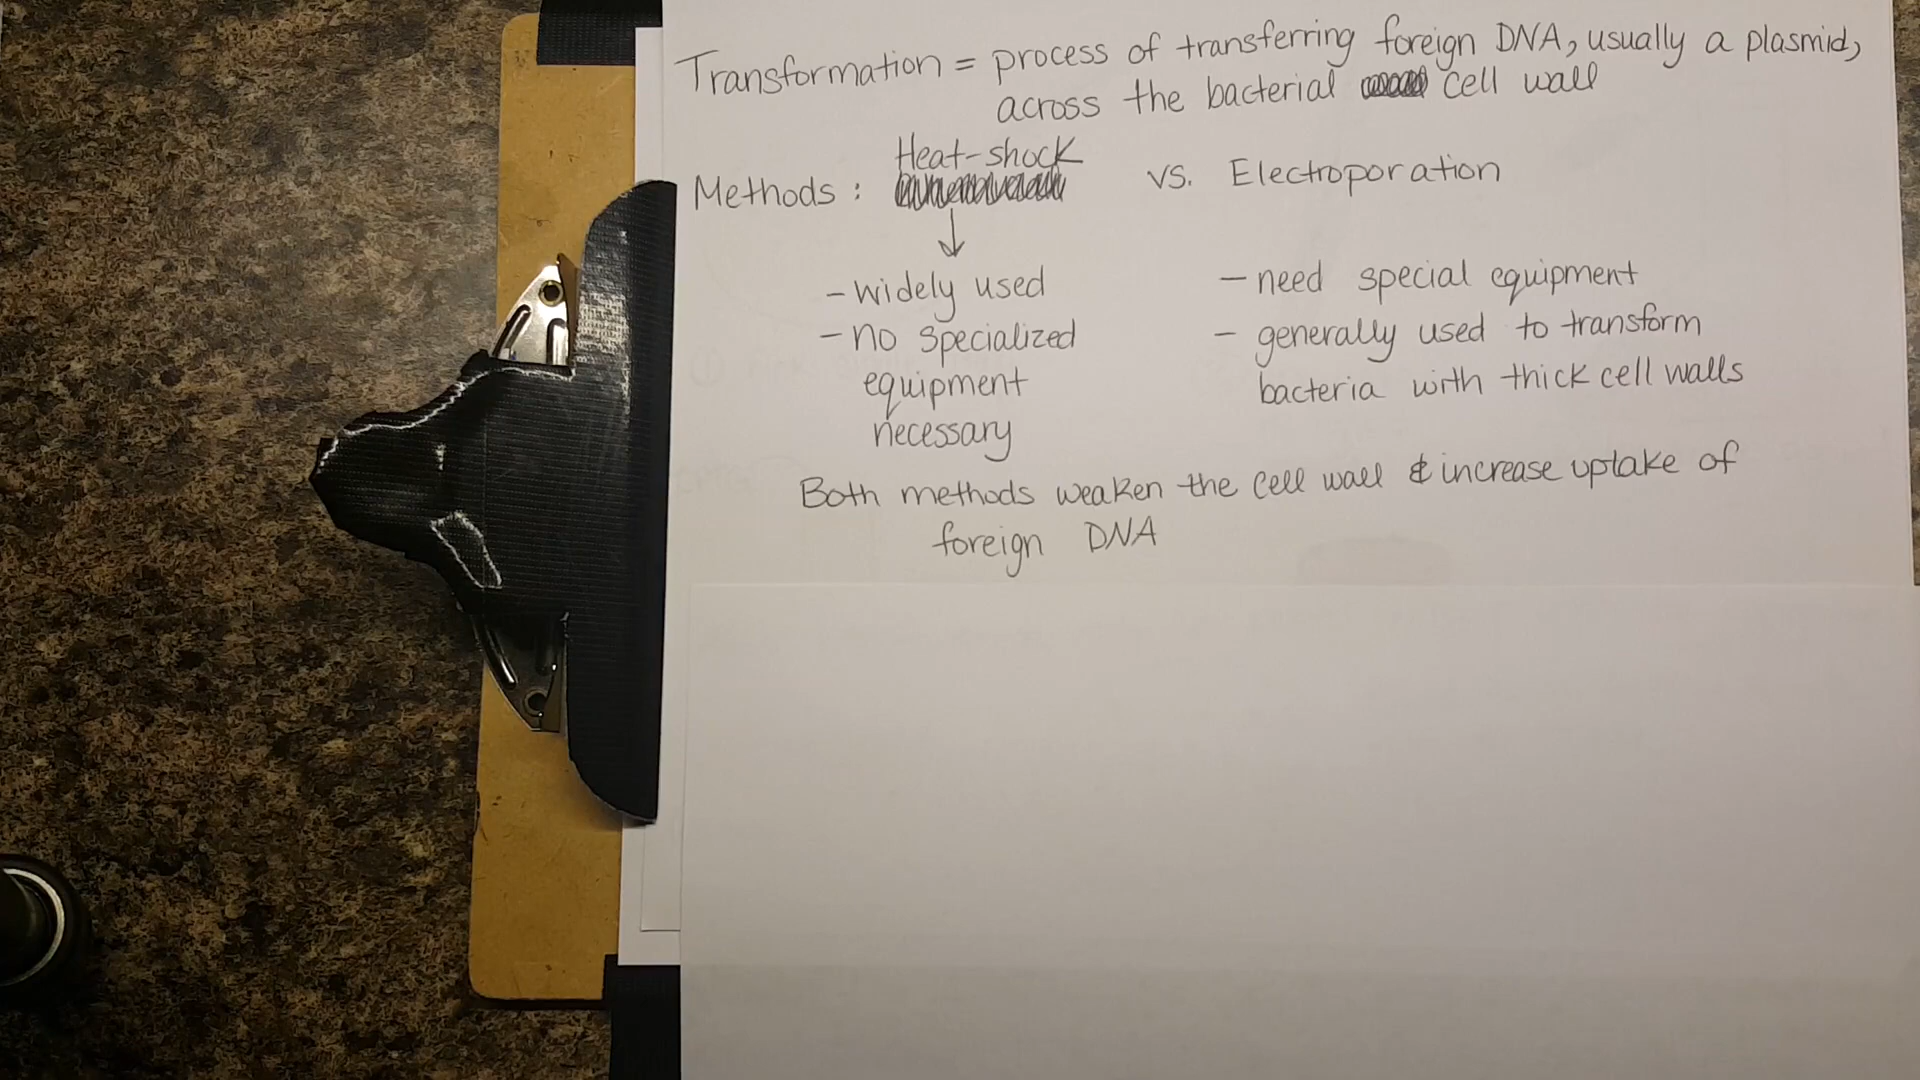 Transformation = process of transferring foreign DNA, usually a plasmid,
across the bacterial cell wall
Heat-shock
Methods : vs. Electroporation
- widely used
- no specialized
equipment
necessary
- need special equipment
- generally used to transform
bacteria with thick cell walls
Both methods weaken the cell wall & increase uptake of
foreign DNA